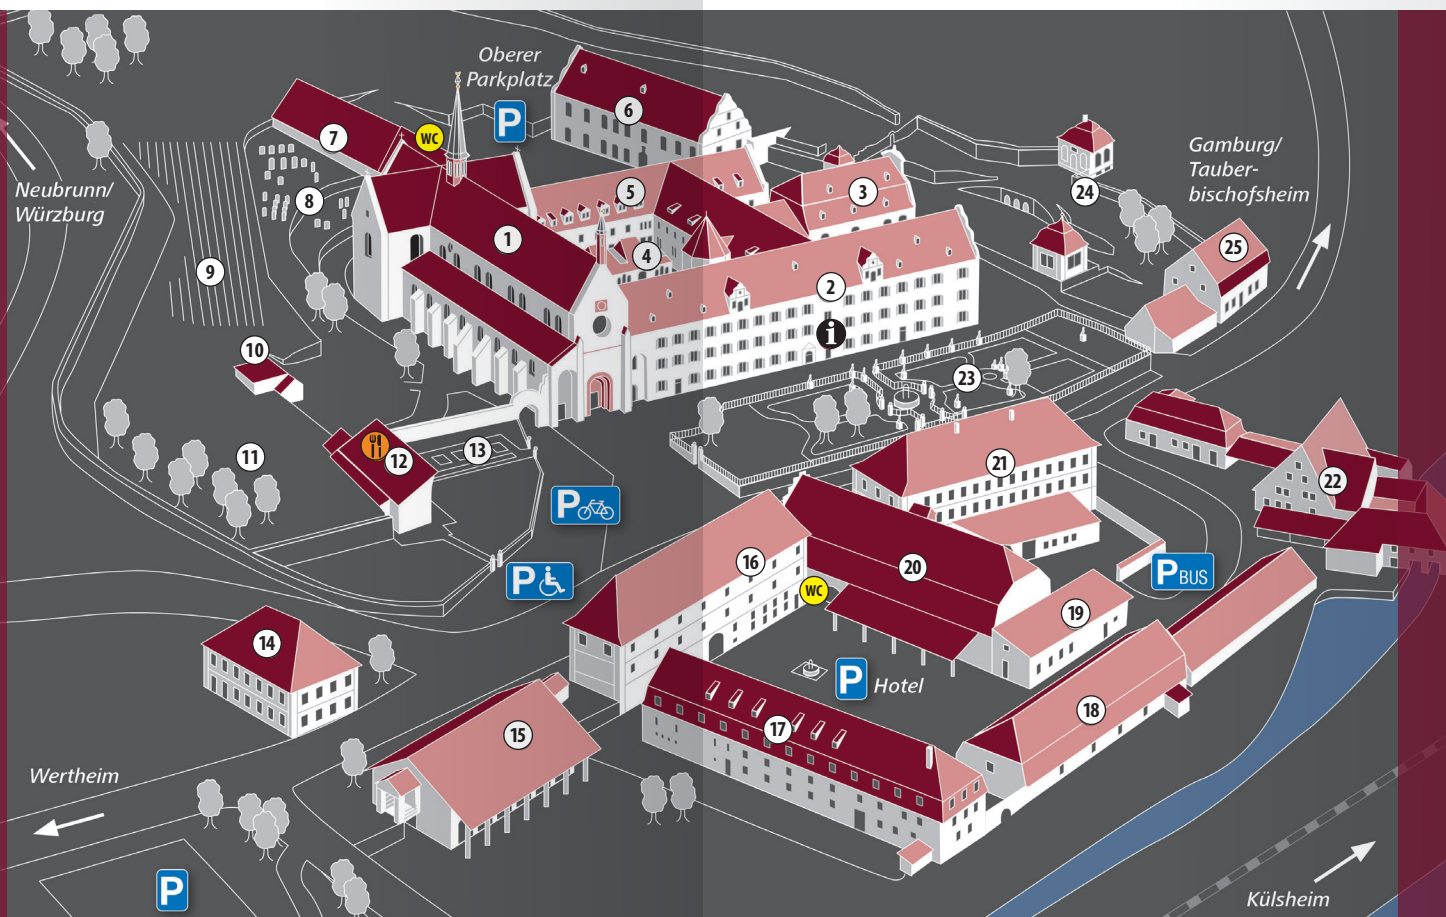 Oberer
Parkplatz
P
6
7
WC
Neubrunn/
Würzburg
8
5
3
24
Gamburg/
Tauber-
bischofsheim
25
1
4
2
i
9
10
23
11
12
13
21
22
P
16
20
P
P BUS
WC
19
14
P Hotel
18
17
15
Wertheim
P
Külsheim